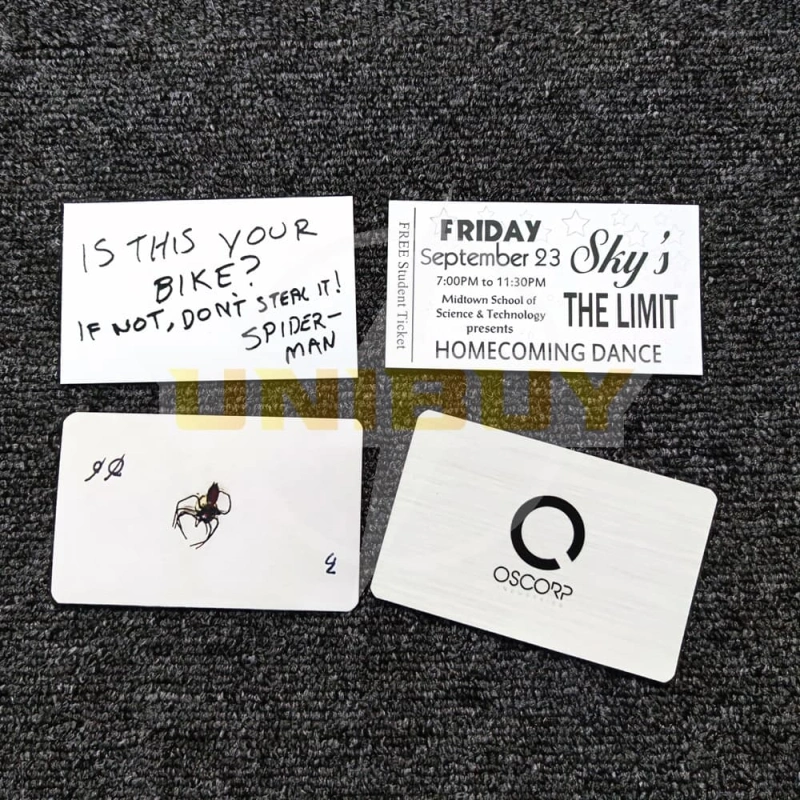 IS THIS YOUR
BIKE?
IF NOT, DON'T STEAL IT!
SPIDER-
MAN
FREE Student Ticket
FRIDAY
September 23
7:00PM to 11:30PM
Midtown School of
Science & Technology
presents
Sky's
THE LIMIT
HOMECOMING DANCE
UNIBUY
OSCORP